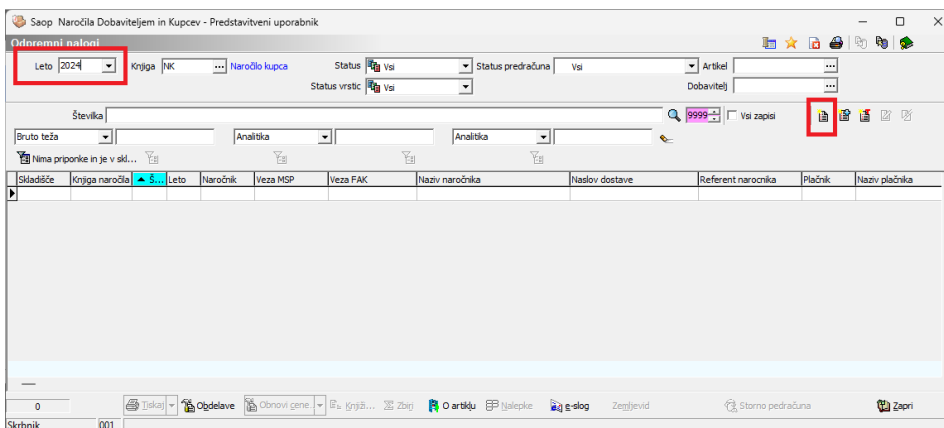 Saop Naročila Dobaviteljem in Kupcev - Predstavitveni uporabnik
Odpremni nalogi
Leto 2024 Knjiga NK ... Naročilo kupca Status Vsi Status predračuna Vsi Artikel ...
Status vrstic Vsi Dobavitelj ...
Številka 9999 Vsi zapisi
Bruto teža Analitika Analitika
Nima priponke in je v skl...
Skladišče Knjiga naročila Š... Leto Naročnik Veza MSP Veza FAK Naziv naročnika Naslov dostave Referent narocnika Plačnik Naziv plačnika
0 Tiskaj Obdelave Obnovi cene... Knjiži... Zbirj O artiklu Nalepke e-slog Zemljevid Storno predračuna Zapri
Skrbnik 001